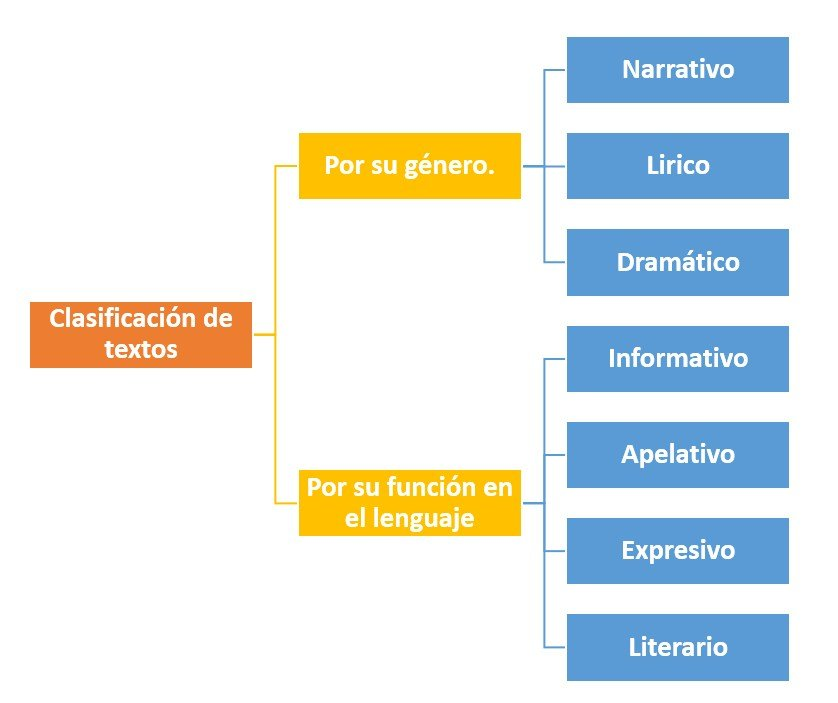 Clasificación de
textos
Por su género.
Narrativo
Lirico
Dramático
Por su función en
el lenguaje
Informativo
Apelativo
Expresivo
Literario